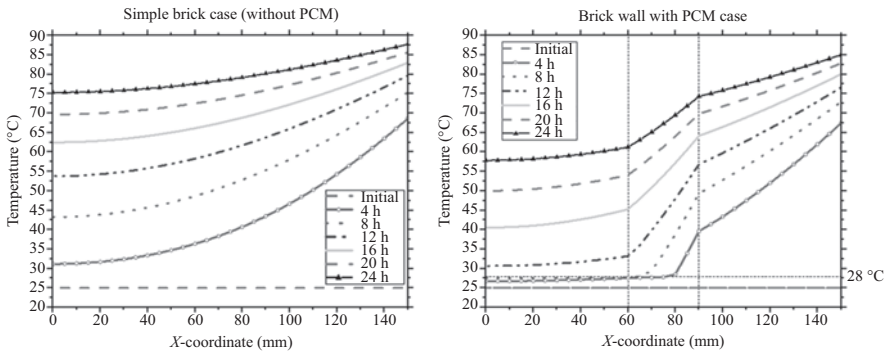 Simple brick case (without PCM)
90
85
80
75
70
65
60
55
50
45
40
35
30
25
20
Temperature (°C)
Initial
4 h
8 h
12 h
16 h
20 h
24 h
0 20 40 60 80 100 120 140
X-coordinate (mm)
Brick wall with PCM case
90
85
80
75
70
65
60
55
50
45
40
35
30
25
20
Temperature (°C)
Initial
4 h
8 h
12 h
16 h
20 h
24 h
28 °C
0 20 40 60 80 100 120 140
X-coordinate (mm)